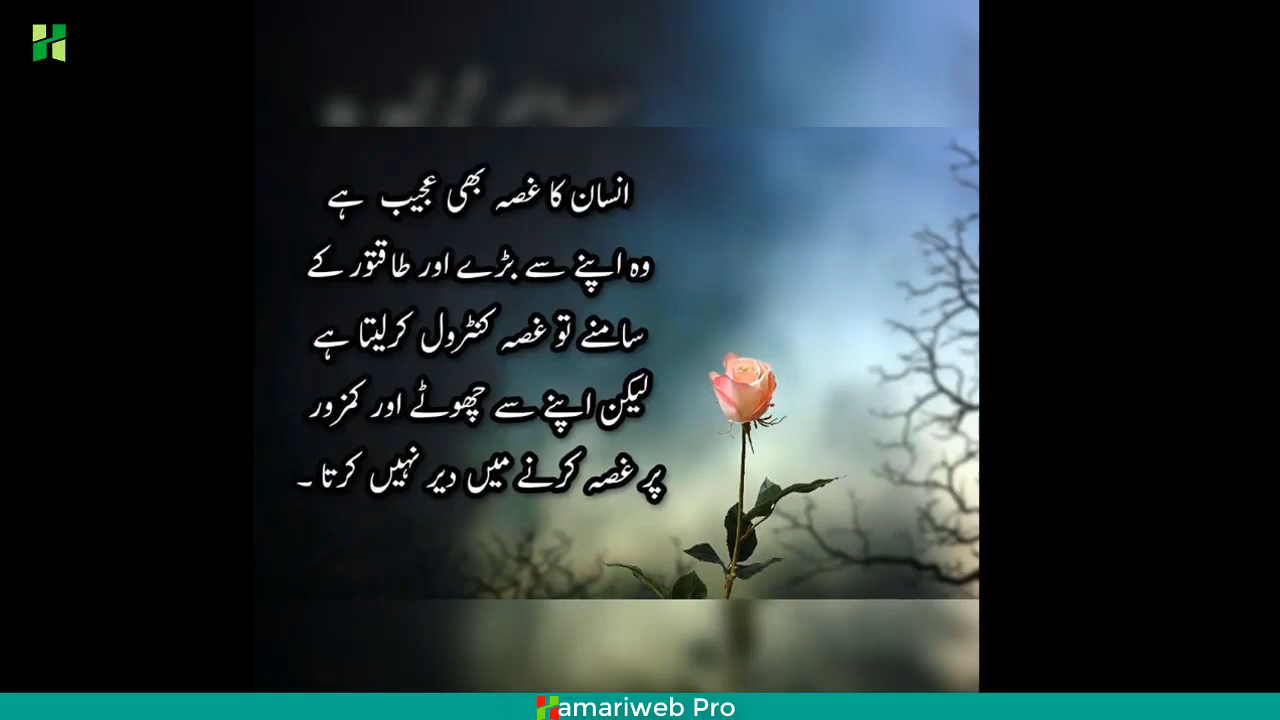 انسان کا غصہ بھی عجیب ہے
وہ اپنے سے بڑے اور طاقتور کے
سامنے تو غصہ کنٹرول کرلیتا ہے
لیکن اپنے سے چھوٹے اور کمزور
پر غصہ کرنے میں دیر نہیں کرتا ۔
Hamariweb Pro